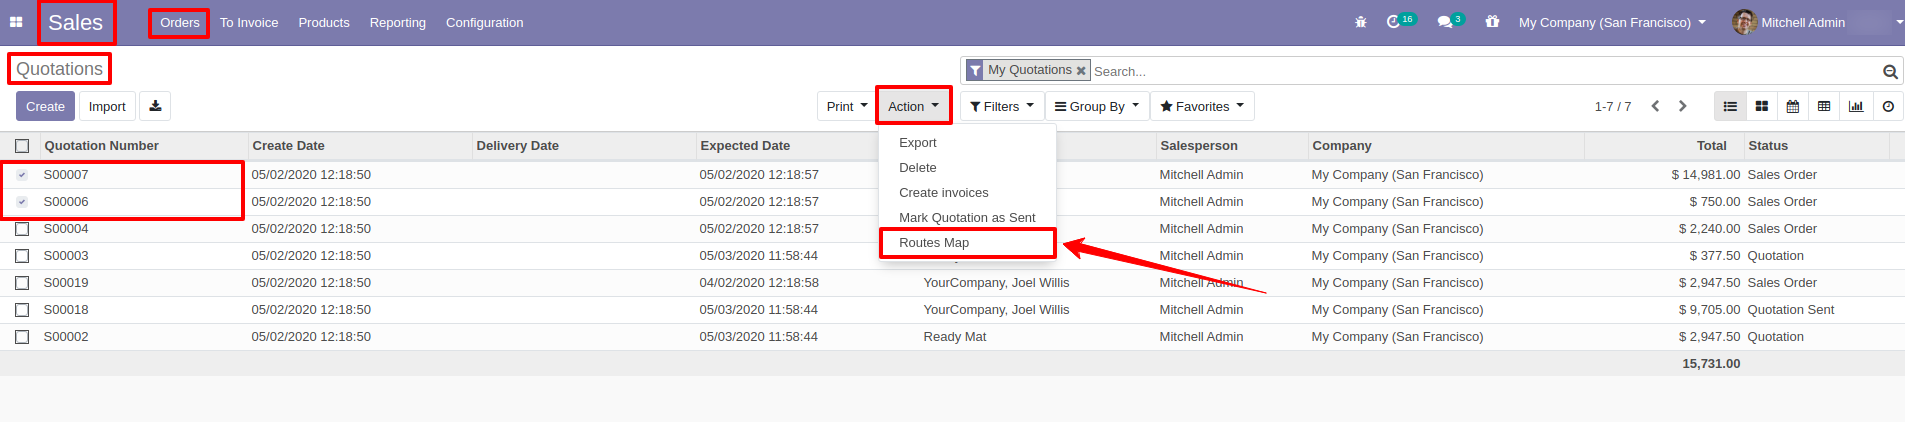 Sales Orders To Invoice Products Reporting Configuration 16 3 My Company (San Francisco) Mitchell Admin
Quotations
My Quotations Search...
Create Import Print Action Filters Group By Favorites 1-7 / 7
Export
Delete
Create invoices
Mark Quotation as Sent
Routes Map
Quotation Number Create Date Delivery Date Expected Date Salesperson Company Total Status
S00007 05/02/2020 12:18:50 05/02/2020 12:18:57 Mitchell Admin My Company (San Francisco) $ 14,981.00 Sales Order
S00006 05/02/2020 12:18:50 05/02/2020 12:18:57 Mitchell Admin My Company (San Francisco) $ 750.00 Sales Order
S00004 05/02/2020 12:18:50 05/02/2020 12:18:57 Mitchell Admin My Company (San Francisco) $ 2,240.00 Sales Order
S00003 05/02/2020 12:18:50 05/03/2020 11:58:44 Mitchell Admin My Company (San Francisco) $ 377.50 Quotation
S00019 05/02/2020 12:18:50 04/02/2020 12:18:58 YourCompany, Joel Willis Mitchell Admin My Company (San Francisco) $ 2,947.50 Sales Order
S00018 05/02/2020 12:18:50 05/03/2020 11:58:44 YourCompany, Joel Willis Mitchell Admin My Company (San Francisco) $ 9,705.00 Quotation Sent
S00002 05/02/2020 12:18:50 05/03/2020 11:58:44 Ready Mat Mitchell Admin My Company (San Francisco) $ 2,947.50 Quotation
15,731.00